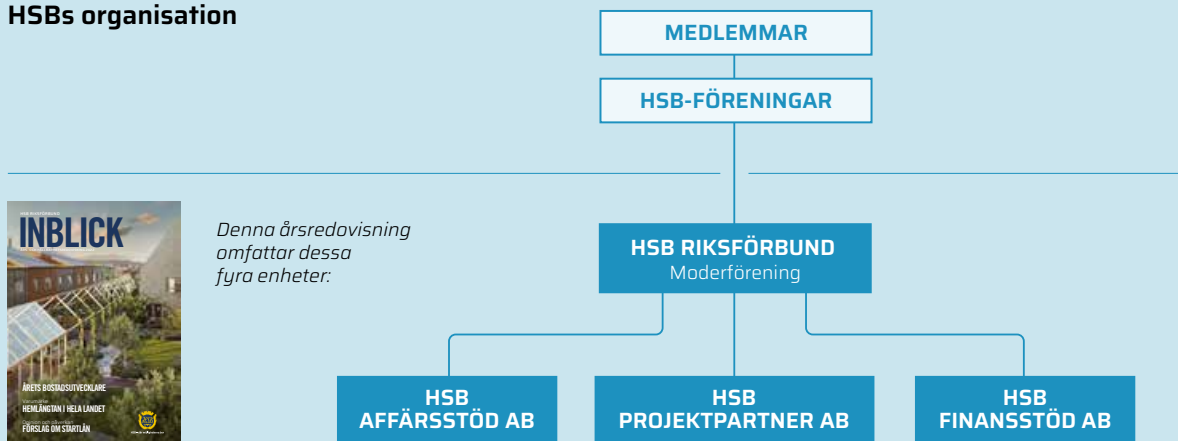 HSBs organisation
MEDLEMMAR
HSB-FÖRENINGAR
INBLICK
ÅRETS BOSTADSUTVECKLARE
HEMLÄNGTAN I HELA LANDET
FÖRSLAG OM STARTLÅN
Denna årsredovisning
omfattar dessa
fyra enheter:
HSB RIKSFÖRBUND
Moderförening
HSB
AFFÄRSSTÖD AB
HSB
PROJEKTPARTNER AB
HSB
FINANSSTÖD AB